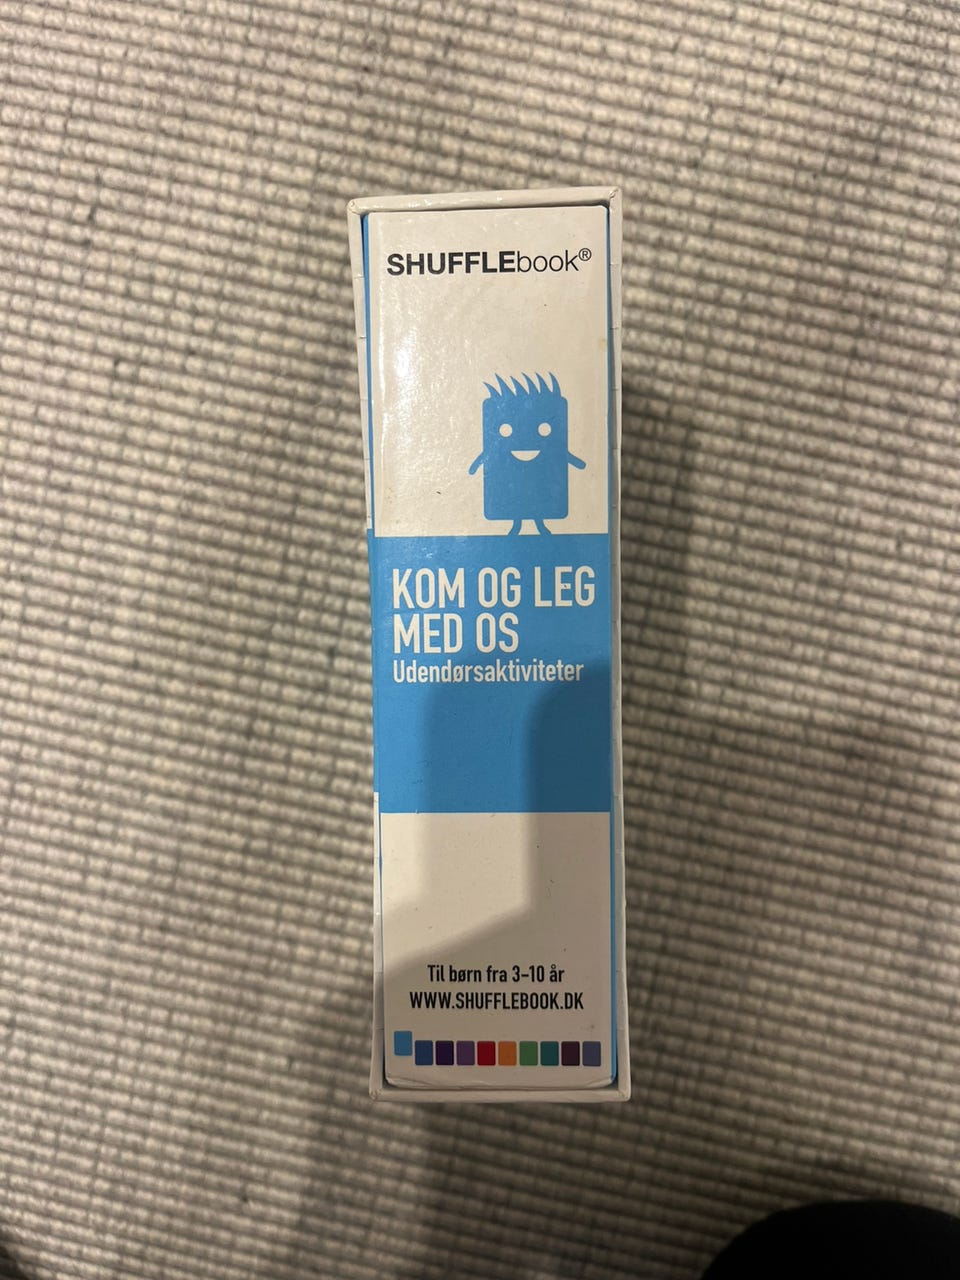 SHUFFLEbook®
KOM OG LEG
MED OS
Udendørsaktiviteter
Til børn fra 3-10 år
WWW.SHUFFLEBOOK.DK